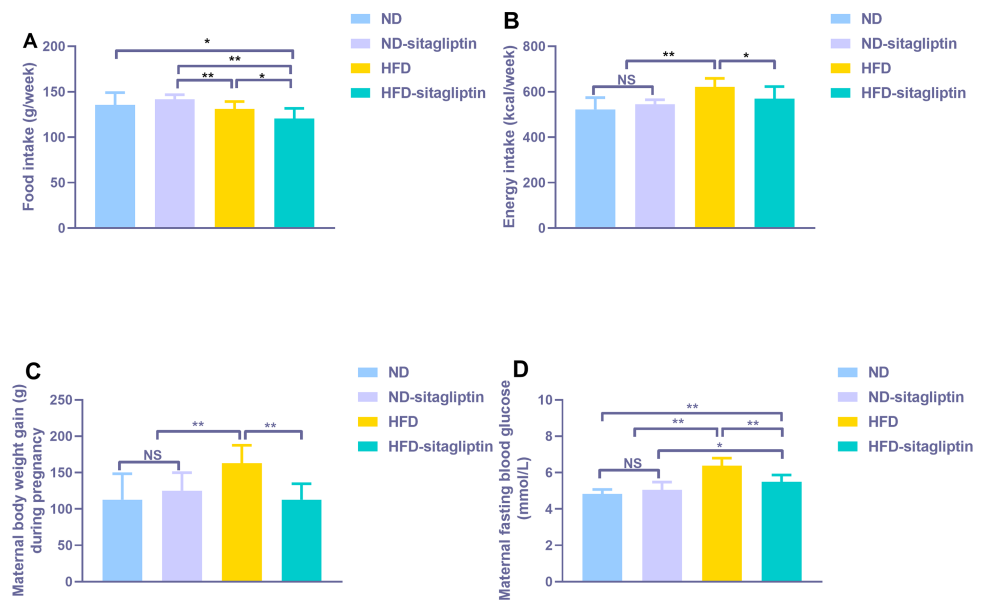 A
Food intake (g/week)
200
150
100
50
0
*
**
** *
ND
ND-sitagliptin
HFD
HFD-sitagliptin
B
Energy intake (kcal/week)
800
600
400
200
0
NS
** *
ND
ND-sitagliptin
HFD
HFD-sitagliptin
C
Maternal body weight gain (g)
during pregnancy
250
200
150
100
50
0
NS
** **
ND
ND-sitagliptin
HFD
HFD-sitagliptin
D
Maternal fasting blood glucose
(mmol/L)
10
8
6
4
2
0
**
** **
*
NS
ND
ND-sitagliptin
HFD
HFD-sitagliptin